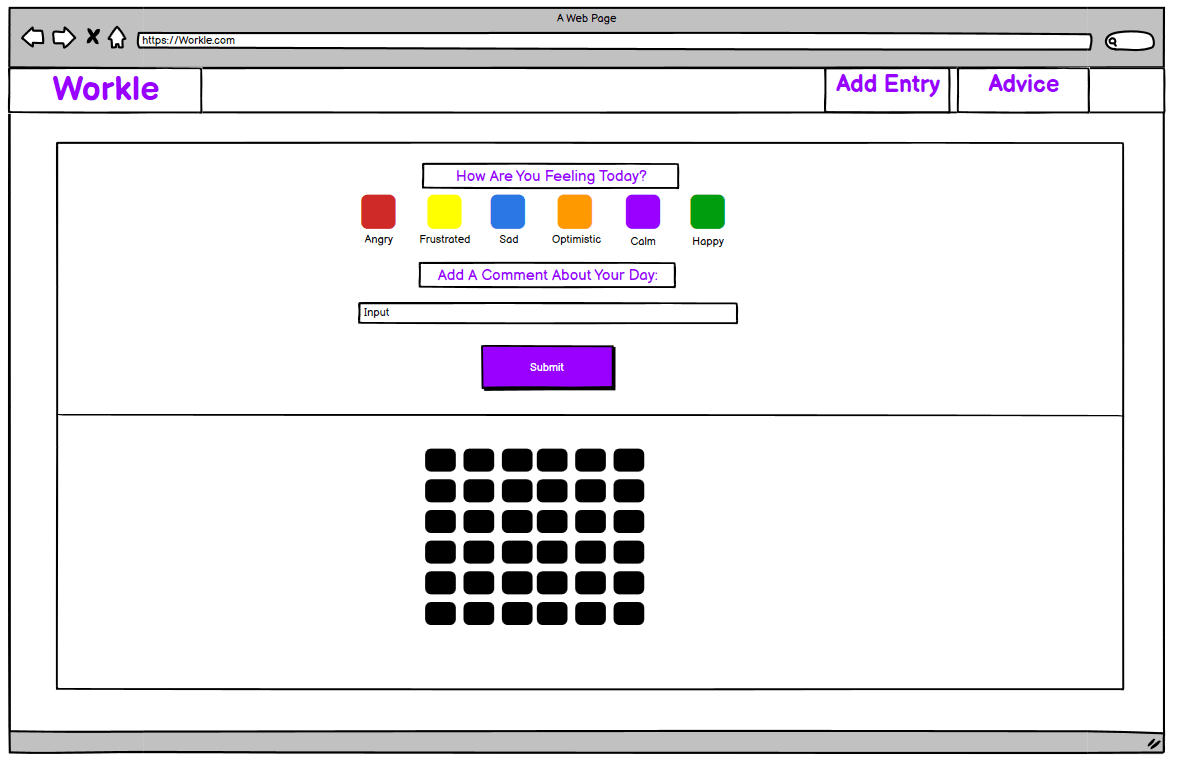 A Web Page
https://Workle.com
Workle
Add Entry
Advice
How Are You Feeling Today?
Angry
Frustrated
Sad
Optimistic
Calm
Happy
Add A Comment About Your Day:
Input
Submit